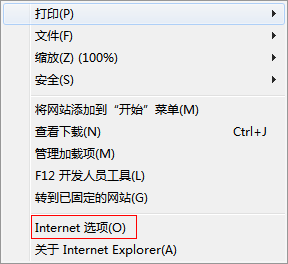 打印(P)
文件(F)
缩放(Z) (100%)
安全(S)
将网站添加到“开始”菜单(M)
查看下载(N) Ctrl+J
管理加载项(M)
F12 开发人员工具(L)
转到已固定的网站(G)
Internet 选项(O)
关于 Internet Explorer(A)